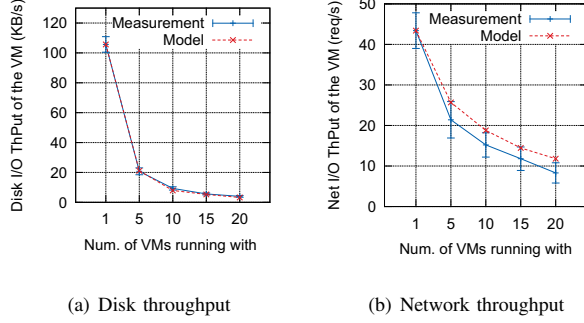 Disk I/O ThPut of the VM (KB/s)
120
100
80
60
40
20
0
Measurement
Model
1 5 10 15 20
Num. of VMs running with
(a) Disk throughput
Net I/O ThPut of the VM (req/s)
50
40
30
20
10
0
Measurement
Model
1 5 10 15 20
Num. of VMs running with
(b) Network throughput